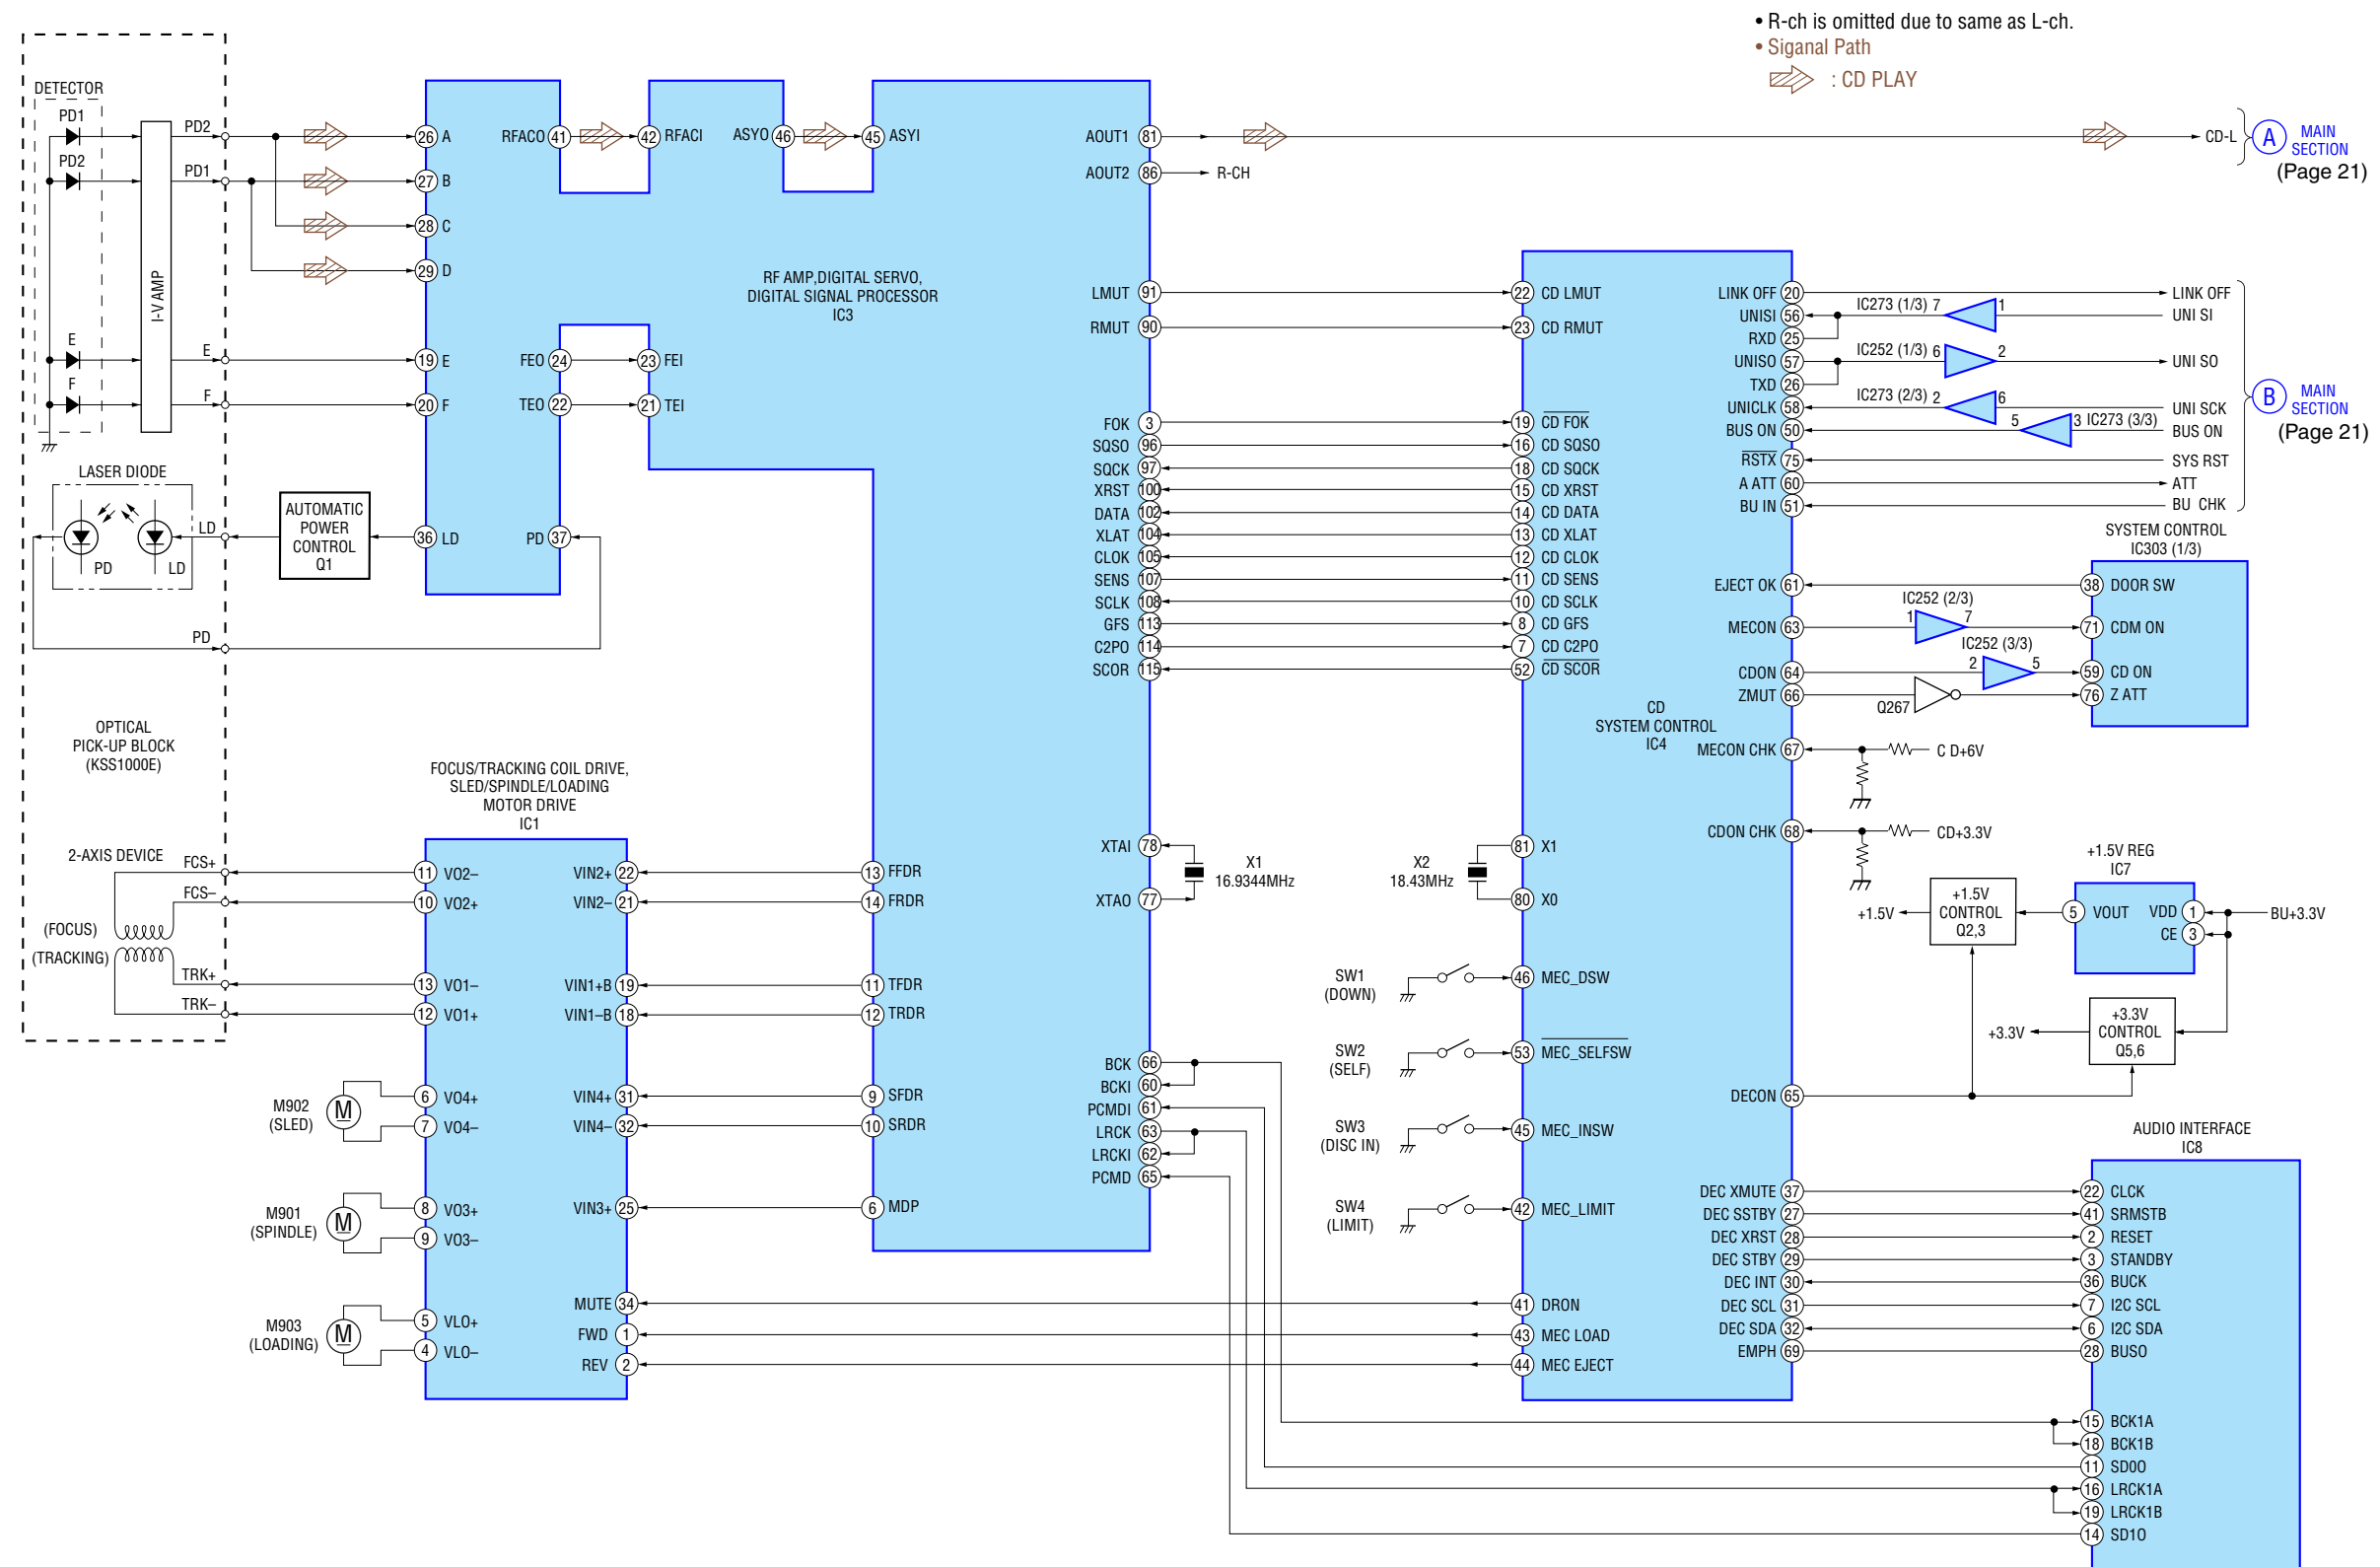 • R-ch is omitted due to same as L-ch.
• Siganal Path
: CD PLAY
DETECTOR
PD1
PD2
E
F
I-V AMP
PD2
PD1
E
F
LASER DIODE
PD
LD
LD
PD
AUTOMATIC
POWER
CONTROL
Q1
OPTICAL
PICK-UP BLOCK
(KSS1000E)
2-AXIS DEVICE
(FOCUS)
(TRACKING)
FCS+
FCS–
TRK+
TRK–
M902
(SLED)
M
M901
(SPINDLE)
M
M903
(LOADING)
M
RF AMP,DIGITAL SERVO,
DIGITAL SIGNAL PROCESSOR
IC3
26 A
27 B
28 C
29 D
19 E
20 F
36 LD
RFACO 41
42 RFACI
ASYO 46
45 ASYI
FEO 24
23 FEI
TEO 22
21 TEI
PD 37
AOUT1 81
AOUT2 86
R-CH
LMUT 91
RMUT 90
FOK 3
SQSO 96
SQCK 97
XRST 100
DATA 102
XLAT 104
CLOK 105
SENS 107
SCLK 108
GFS 113
C2PO 114
SCOR 115
XTAI 78
XTAO 77
X1
16.9344MHz
BCK 66
BCKI 60
PCMDI 61
LRCK 63
LRCKI 62
PCMD 65
13 FFDR
14 FRDR
11 TFDR
12 TRDR
9 SFDR
10 SRDR
6 MDP
FOCUS/TRACKING COIL DRIVE,
SLED/SPINDLE/LOADING
MOTOR DRIVE
IC1
11 VO2–
10 VO2+
13 VO1–
12 VO1+
6 VO4+
7 VO4–
8 VO3+
9 VO3–
5 VLO+
4 VLO–
VIN2+ 22
VIN2– 21
VIN1+B 19
VIN1–B 18
VIN4+ 31
VIN4– 32
VIN3+ 25
MUTE 34
FWD 1
REV 2
CD
SYSTEM CONTROL
IC4
22 CD LMUT
23 CD RMUT
19 CD FOK
16 CD SQSO
18 CD SQCK
15 CD XRST
14 CD DATA
13 CD XLAT
12 CD CLOK
11 CD SENS
10 CD SCLK
8 CD GFS
7 CD C2PO
52 CD SCOR
81 X1
80 X0
X2
18.43MHz
SW1
(DOWN)
46 MEC_DSW
SW2
(SELF)
53 MEC_SELFSW
SW3
(DISC IN)
45 MEC_INSW
SW4
(LIMIT)
42 MEC_LIMIT
41 DRON
43 MEC LOAD
44 MEC EJECT
LINK OFF 20
UNISI 56
RXD 25
UNISO 57
TXD 26
UNICLK 58
BUS ON 50
RSTX 75
A ATT 60
BU IN 51
EJECT OK 61
MECON 63
CDON 64
ZMUT 66
MECON CHK 67
CDON CHK 68
DECON 65
DEC XMUTE 37
DEC SSTBY 27
DEC XRST 28
DEC STBY 29
DEC INT 30
DEC SCL 31
DEC SDA 32
EMPH 69
IC273 (1/3) 7 1
IC252 (1/3) 6 2
IC273 (2/3) 2 6
5 3 IC273 (3/3)
LINK OFF
UNI SI
UNI SO
UNI SCK
BUS ON
SYS RST
ATT
BU CHK
CD-L
A
MAIN
SECTION
(Page 21)
B
MAIN
SECTION
(Page 21)
SYSTEM CONTROL
IC303 (1/3)
38 DOOR SW
71 CDM ON
59 CD ON
76 Z ATT
IC252 (2/3)
1 7
IC252 (3/3)
2 5
Q267
C D+6V
CD+3.3V
+1.5V REG
IC7
5 VOUT
VDD 1
CE 3
BU+3.3V
+1.5V
CONTROL
Q2,3
+1.5V
+3.3V
CONTROL
Q5,6
+3.3V
AUDIO INTERFACE
IC8
22 CLCK
41 SRMSTB
2 RESET
3 STANDBY
36 BUCK
7 I2C SCL
6 I2C SDA
28 BUSO
15 BCK1A
18 BCK1B
11 SD0O
16 LRCK1A
19 LRCK1B
14 SD1O